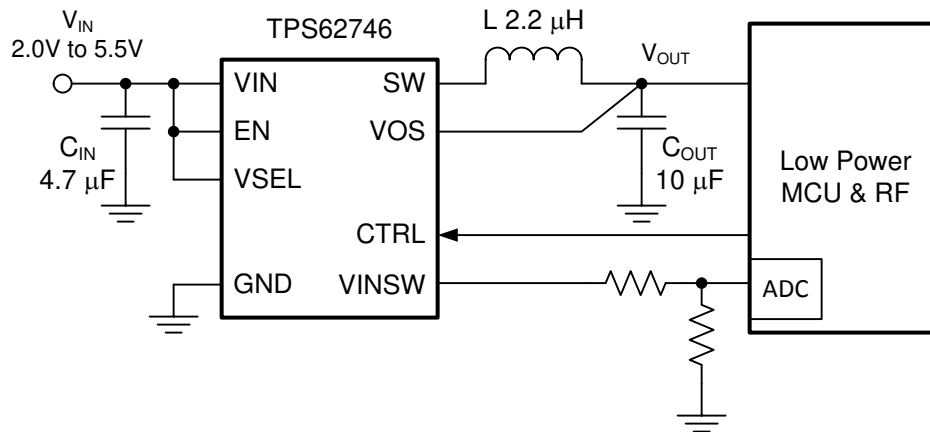 V_IN
2.0V to 5.5V
TPS62746
L 2.2 μH
V_OUT
VIN
SW
EN
VOS
C_IN
4.7 μF
VSEL
C_OUT
10 μF
Low Power
MCU & RF
CTRL
GND
VINSW
ADC